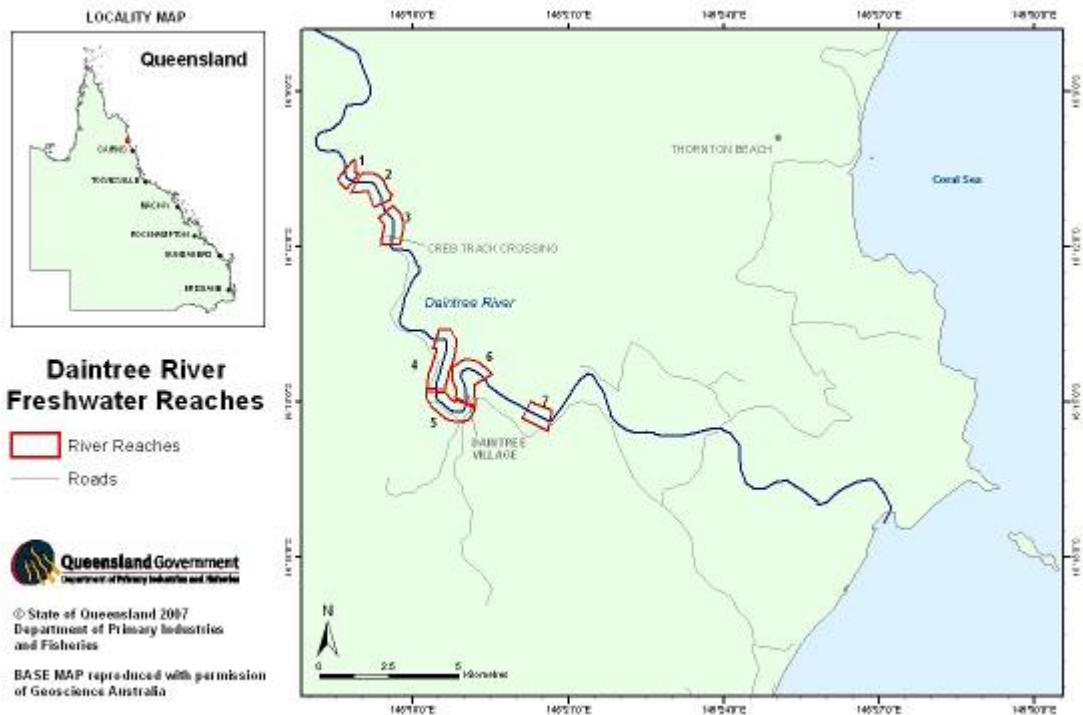 LOCALITY MAP
Queensland
CAIRNS
TOWNSVILLE
MACKAY
ROCKHAMPTON
BUNDABERG
BRISBANE
Daintree River
Freshwater Reaches
River Reaches
Roads
Queensland Government
Department of Primary Industries and Fisheries
© State of Queensland 2007
Department of Primary Industries
and Fisheries
BASE MAP reproduced with permission
of Geoscience Australia
1
2
3
THORNTON BEACH
Coral Sea
CREB TRACK CROSSING
Daintree River
4
5
6
7
DAINTREE
VILLAGE
N
0 2.5 5
Kilometres